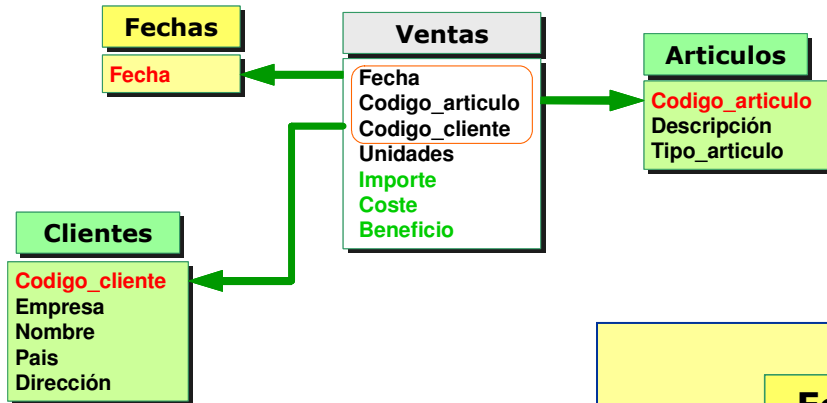 Fechas
Fecha
Ventas
Fecha
Codigo_articulo
Codigo_cliente
Unidades
Importe
Coste
Beneficio
Articulos
Codigo_articulo
Descripción
Tipo_articulo
Clientes
Codigo_cliente
Empresa
Nombre
Pais
Dirección